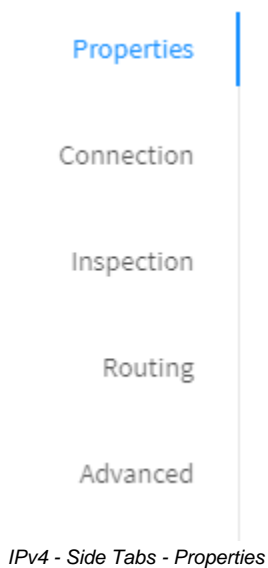 Properties
Connection
Inspection
Routing
Advanced
IPv4 - Side Tabs - Properties